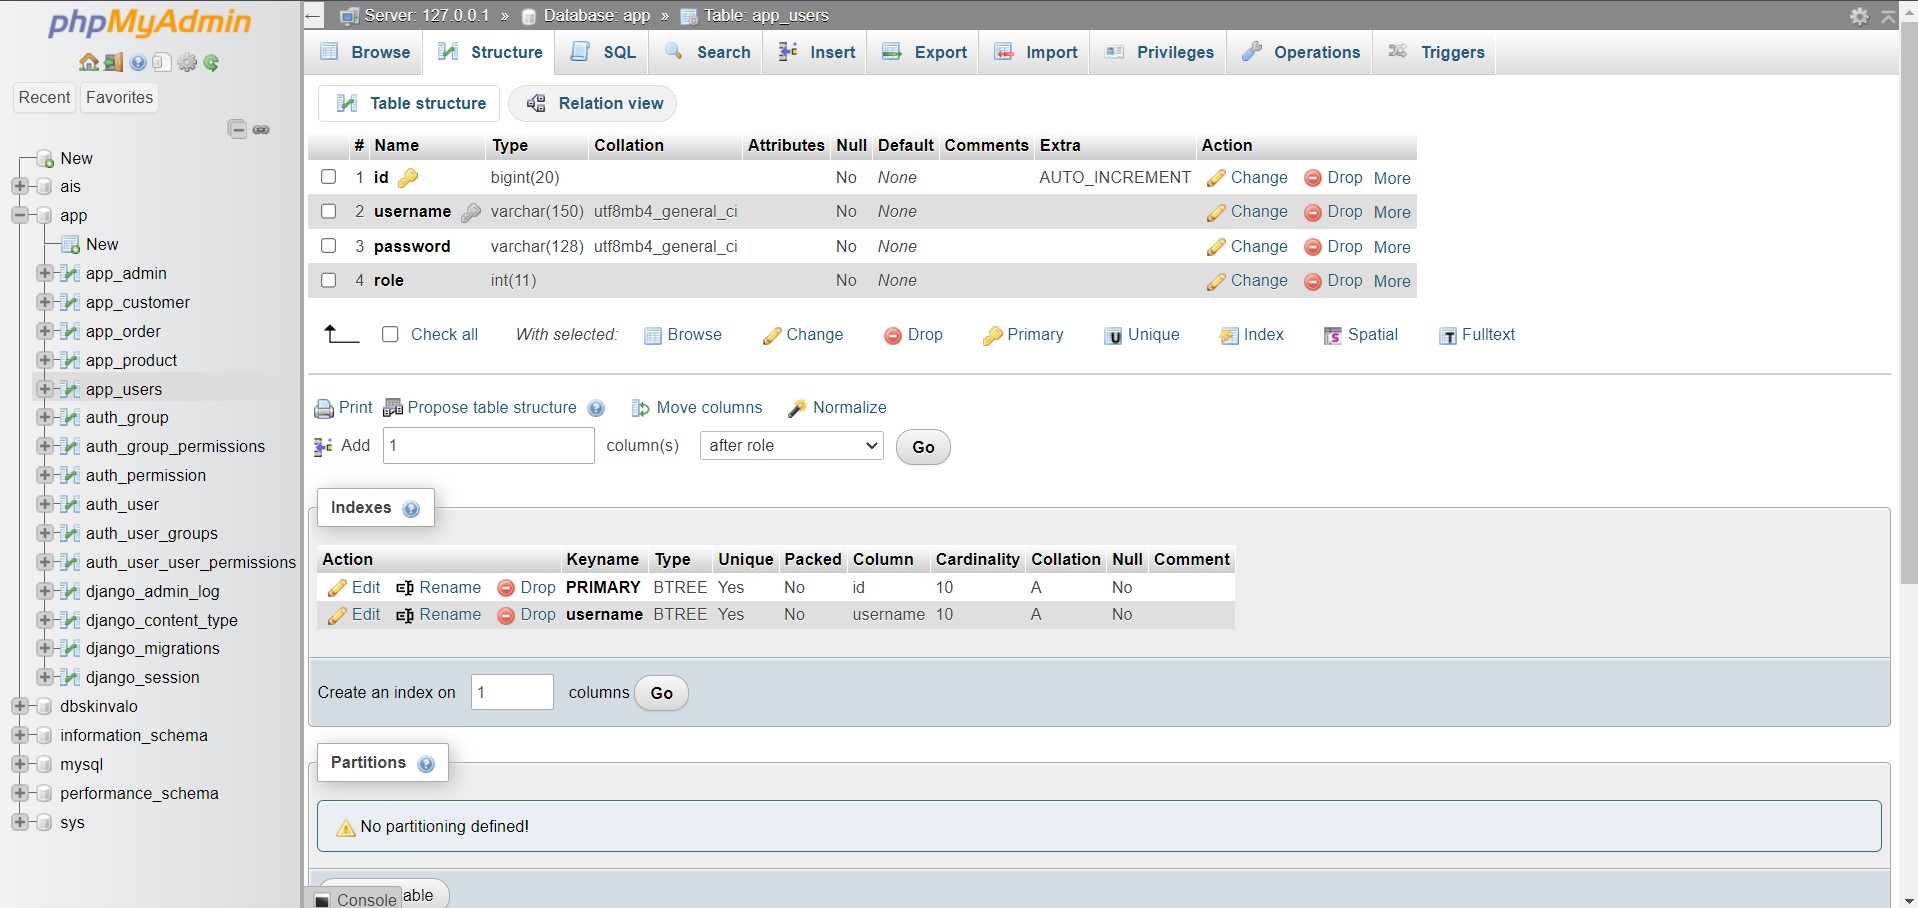 phpMyAdmin
Recent Favorites
New
ais
app
New
app_admin
app_customer
app_order
app_product
app_users
auth_group
auth_group_permissions
auth_permission
auth_user
auth_user_groups
auth_user_user_permissions
django_admin_log
django_content_type
django_migrations
django_session
dbskinvalo
information_schema
mysql
performance_schema
sys
Server: 127.0.0.1 » Database: app » Table: app_users
Browse Structure SQL Search Insert Export Import Privileges Operations Triggers
Table structure Relation view
# Name Type Collation Attributes Null Default Comments Extra Action
1 id bigint(20) No None AUTO_INCREMENT Change Drop More
2 username varchar(150) utf8mb4_general_ci No None Change Drop More
3 password varchar(128) utf8mb4_general_ci No None Change Drop More
4 role int(11) No None Change Drop More
Check all With selected: Browse Change Drop Primary Unique Index Spatial Fulltext
Print Propose table structure Move columns Normalize
Add 1 column(s) after role Go
Indexes
Action Keyname Type Unique Packed Column Cardinality Collation Null Comment
Edit Rename Drop PRIMARY BTREE Yes No id 10 A No
Edit Rename Drop username BTREE Yes No username 10 A No
Create an index on 1 columns Go
Partitions
No partitioning defined!
Console able